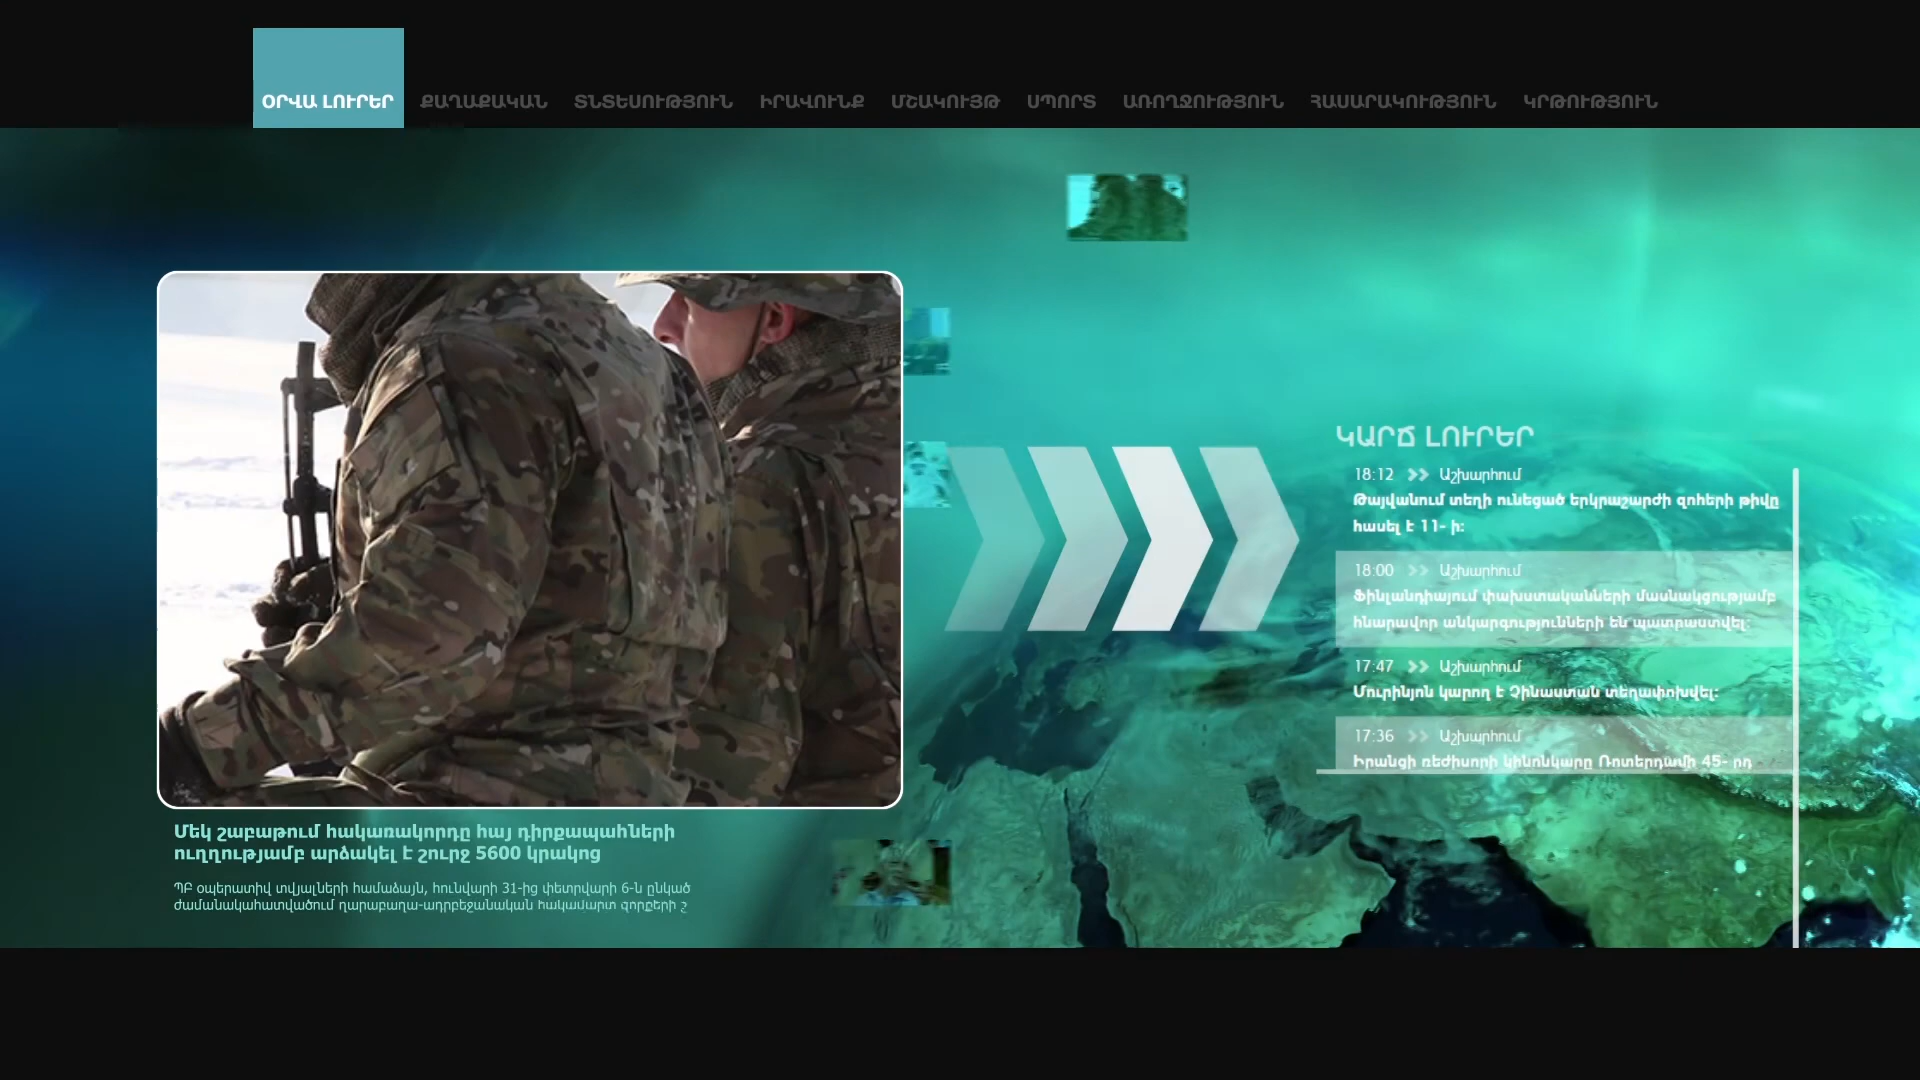 ՕՐՎԱ ԼՈՒՐԵՐ ՔԱՂԱՔԱԿԱՆ ՏՆՏԵՍՈՒԹՅՈՒՆ ԻՐԱՎՈՒՆՔ ՄՇԱԿՈՒՅԹ ՍՊՈՐՏ ԱՌՈՂՋՈՒԹՅՈՒՆ ՀԱՍԱՐԱԿՈՒԹՅՈՒՆ ԿՐԹՈՒԹՅՈՒՆ
Մեկ շաբաթում հակառակորդը հայ դիրքապահների
ուղղությամբ արձակել է շուրջ 5600 կրակոց
ՊԲ օպերատիվ տվյալների համաձայն, հունվարի 31-ից փետրվարի 6-ն ընկած
ժամանակահատվածում ղարաբաղա-ադրբեջանական հակամարտ զորքերի շ
ԿԱՐՃ ԼՈՒՐԵՐ
18:12 >> Աշխարհում
Թայվանում տեղի ունեցած երկրաշարժի զոհերի թիվը
հասել է 11- ի:
18:00 >> Աշխարհում
Ֆինլանդիայում փախստականների մասնակցությամբ
հնարավոր անկարգությունների են պատրաստվել:
17:47 >> Աշխարհում
Մուրինյոն կարող է Չինաստան տեղափոխվել:
17:36 >> Աշխարհում
Իրանցի ռեժիսորի կինոնկարը Ռոտերդամի 45- րդ